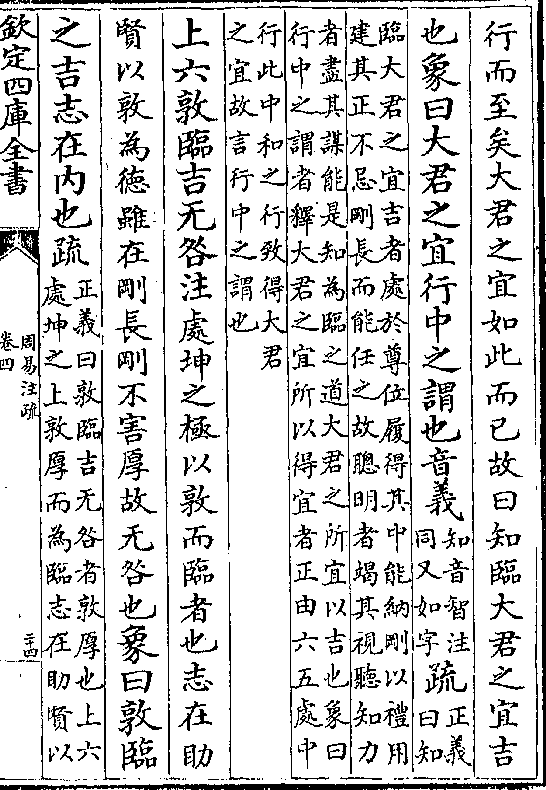 行而至矣大君之宜如此而已故曰知臨大君之宜吉
也象曰大君之宜行中之謂也音義
知音智注
同又如字
疏
正義
曰知
臨大君之宜吉者處於尊位履得其中能納剛以禮用
建其正不忌剛長而能任之故聰明者竭其視聽知力
者盡其謀能是知為臨之道大君之所宜以吉也象曰
行中之謂者釋大君之宜所以得宜者正由六五處中
行此中和之行致得大君
之宜故言行中之謂也
上六敦臨吉无咎注處坤之極以敦而臨者也志在助
賢以敦為德雖在剛長剛不害厚故无咎也象曰敦臨
之吉志在内也疏
正義曰敦臨吉无咎者敦厚也上六
處坤之上敦厚而為臨志在助賢以
欽定四庫全書
周易注疏
卷四
二十四